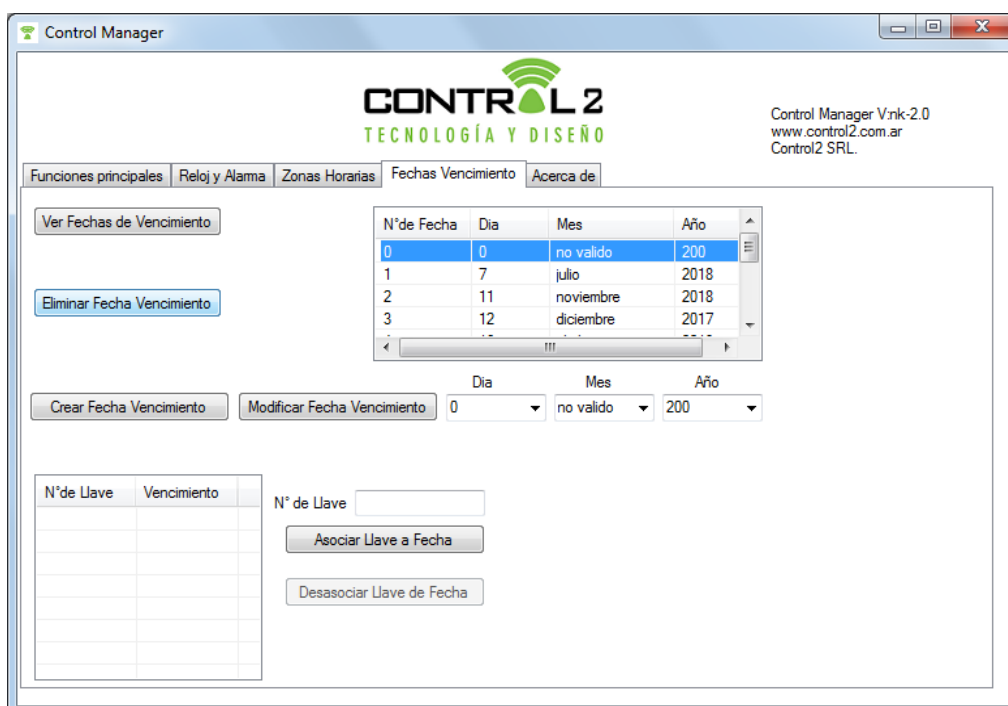 Control Manager
CONTROL 2
TECNOLOGÍA Y DISEÑO
Control Manager V:nk-2.0
www.control2.com.ar
Control2 SRL.
Funciones principales Reloj y Alarma Zonas Horarias Fechas Vencimiento Acerca de
Ver Fechas de Vencimiento
N°de Fecha Dia Mes Año
0 0 no valido 200
1 7 julio 2018
2 11 noviembre 2018
3 12 diciembre 2017
Eliminar Fecha Vencimiento
Dia Mes Año
Crear Fecha Vencimiento Modificar Fecha Vencimiento 0 no valido 200
N°de Llave Vencimiento
N° de Llave
Asociar Llave a Fecha
Desasociar Llave de Fecha